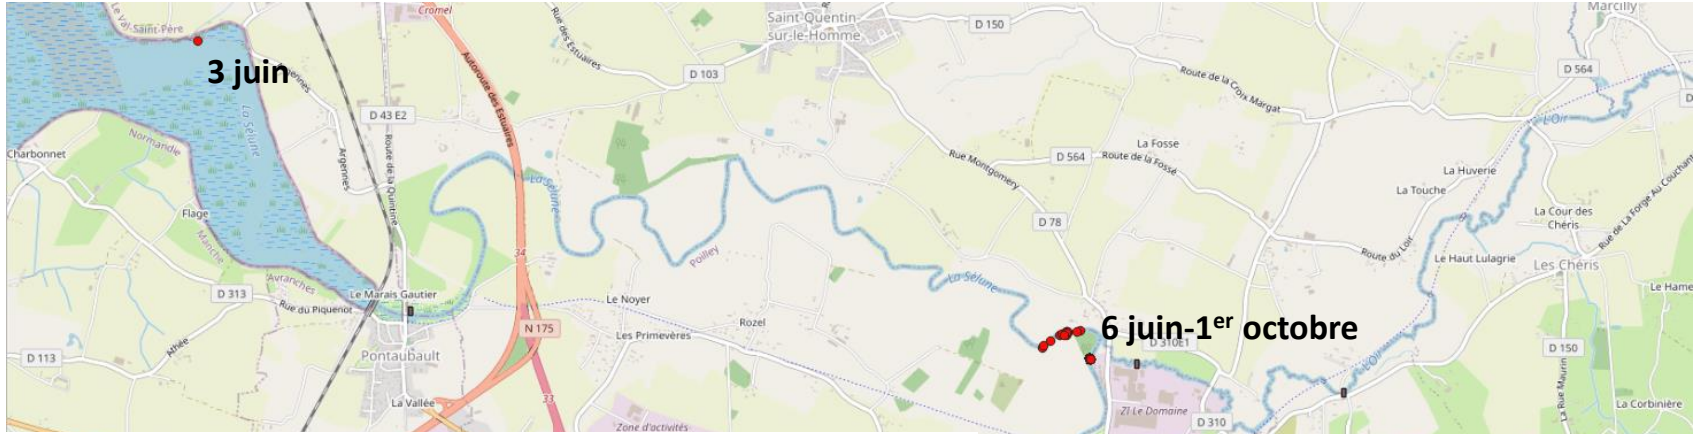 Le Val-Saint-Père
3 juin
Argennes
La Sélune
Normandie
Charbonnet
Flage
Manche
Avranches
D 313
Rue du Piquenot
D 113
Athée
Cromel
D 43 E2
Route de la Quintine
Argennes
Autoroute des Estuaires
Rue des Estuaires
D 103
Saint-Quentin
-sur-le-Homme
D 150
Marcilly
D 564
Route de la Croix Margat
L'Oir
La Fosse
D 564
Route de la Fosse
Rue Montgomery
La Huverie
La Touche
La Cour des
Chéris
Rue de La Forge Au Couchant
Route du Loir
Le Haut Lulagrie
Les Chéris
Le Hame
D 78
La Sélune
34
Poilley
La Sélune
Le Marais Gautier
Le Noyer
Les Primevères
Rozel
N 175
6 juin-1er octobre
D 310E1
Pontaubault
La Vallée
33
Zone d'activités
ZI Le Domaine
D 310
L'Oir
D 150
La Rue Maurin
La Corbinière